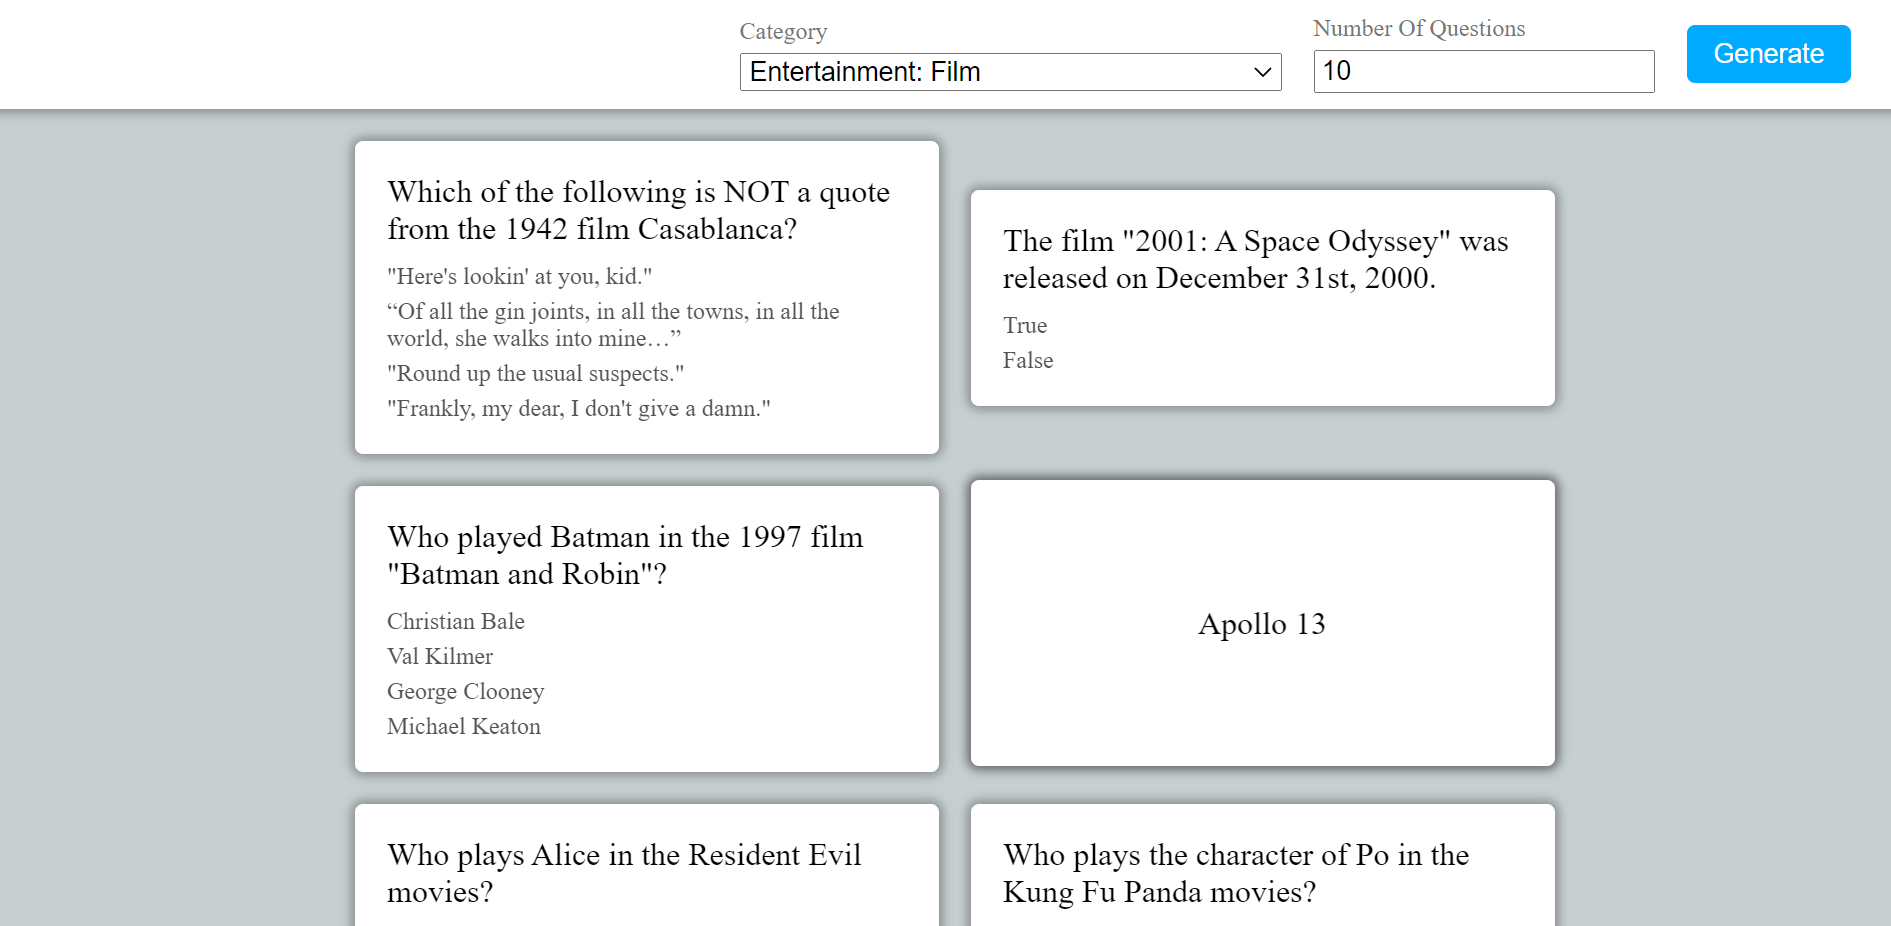 Category
Entertainment: Film
Number Of Questions
10
Generate
Which of the following is NOT a quote
from the 1942 film Casablanca?
"Here's lookin' at you, kid."
“Of all the gin joints, in all the towns, in all the
world, she walks into mine…”
"Round up the usual suspects."
"Frankly, my dear, I don't give a damn."
The film "2001: A Space Odyssey" was
released on December 31st, 2000.
True
False
Who played Batman in the 1997 film
"Batman and Robin"?
Christian Bale
Val Kilmer
George Clooney
Michael Keaton
Apollo 13
Who plays Alice in the Resident Evil
movies?
Who plays the character of Po in the
Kung Fu Panda movies?